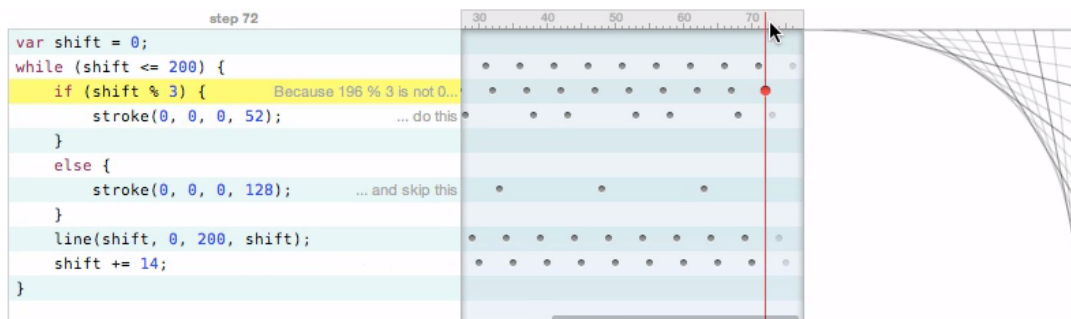 step 72
30 40 50 60 70
var shift = 0;
while (shift <= 200) {
if (shift % 3) { Because 196 % 3 is not 0...
stroke(0, 0, 0, 52); ... do this
}
else {
stroke(0, 0, 0, 128); ... and skip this
}
line(shift, 0, 200, shift);
shift += 14;
}